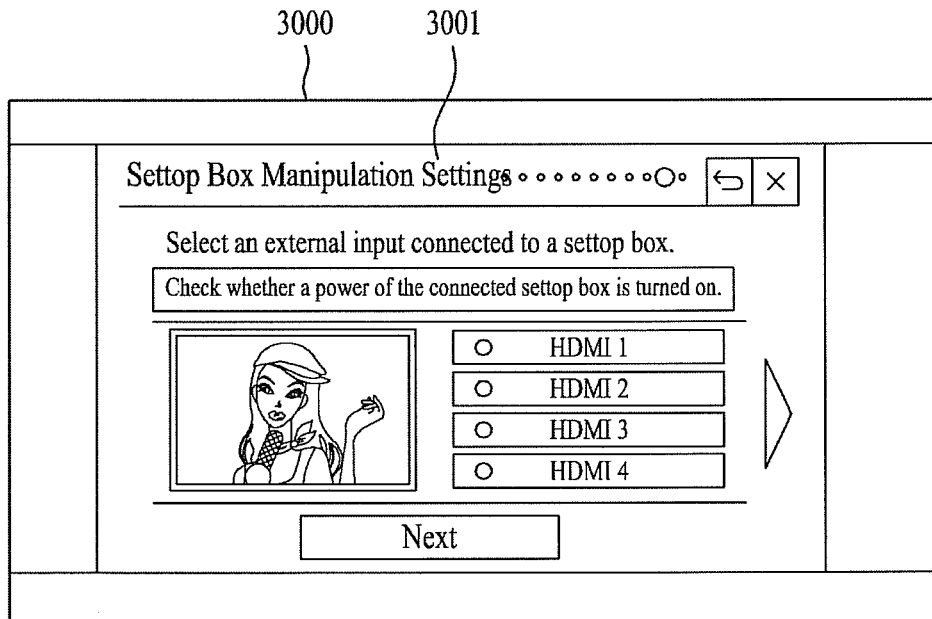 3000 3001
Settop Box Manipulation Settings
Select an external input connected to a settop box.
Check whether a power of the connected settop box is turned on.
HDMI 1
HDMI 2
HDMI 3
HDMI 4
Next